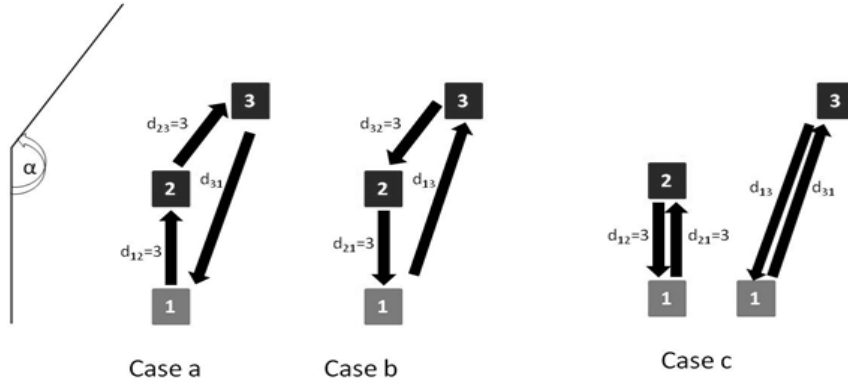 α
3
d23=3
d31
2
d12=3
1
Case a
3
d32=3
d13
2
d21=3
1
Case b
3
2
d13
d31
d12=3
d21=3
1
1
Case c